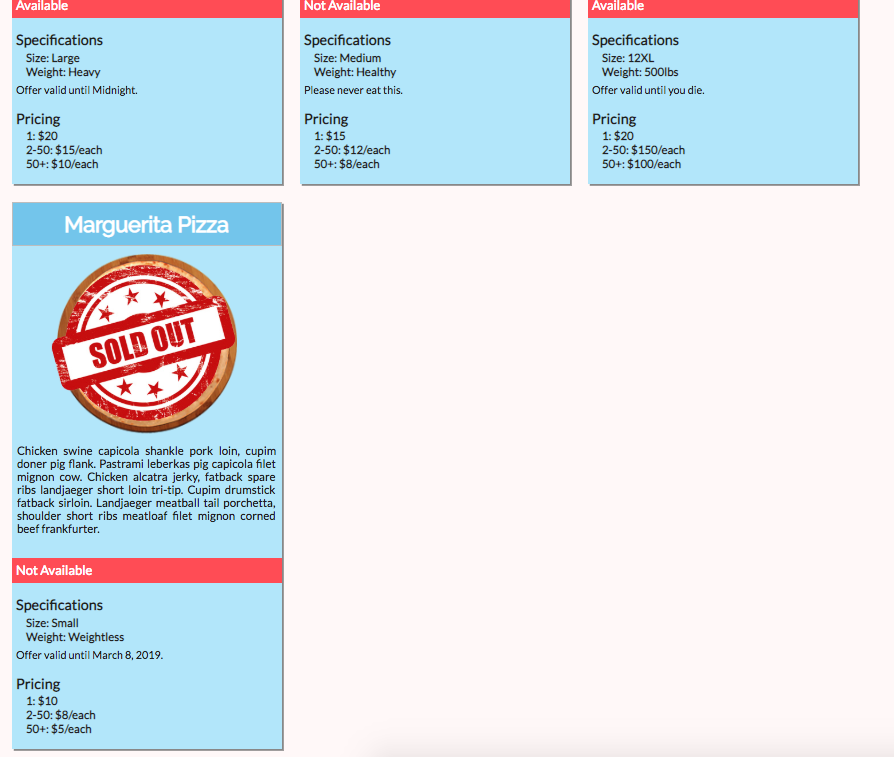 Available
Specifications
Size: Large
Weight: Heavy
Offer valid until Midnight.
Pricing
1: $20
2-50: $15/each
50+: $10/each
Not Available
Specifications
Size: Medium
Weight: Healthy
Please never eat this.
Pricing
1: $15
2-50: $12/each
50+: $8/each
Available
Specifications
Size: 12XL
Weight: 500lbs
Offer valid until you die.
Pricing
1: $20
2-50: $150/each
50+: $100/each
Marguerita Pizza
SOLD OUT
Chicken swine capicola shankle pork loin, cupim
doner pig flank. Pastrami leberkas pig capicola filet
mignon cow. Chicken alcatra jerky, fatback spare
ribs landjaeger short loin tri-tip. Cupim drumstick
fatback sirloin. Landjaeger meatball tail porchetta,
shoulder short ribs meatloaf filet mignon corned
beef frankfurter.
Not Available
Specifications
Size: Small
Weight: Weightless
Offer valid until March 8, 2019.
Pricing
1: $10
2-50: $8/each
50+: $5/each